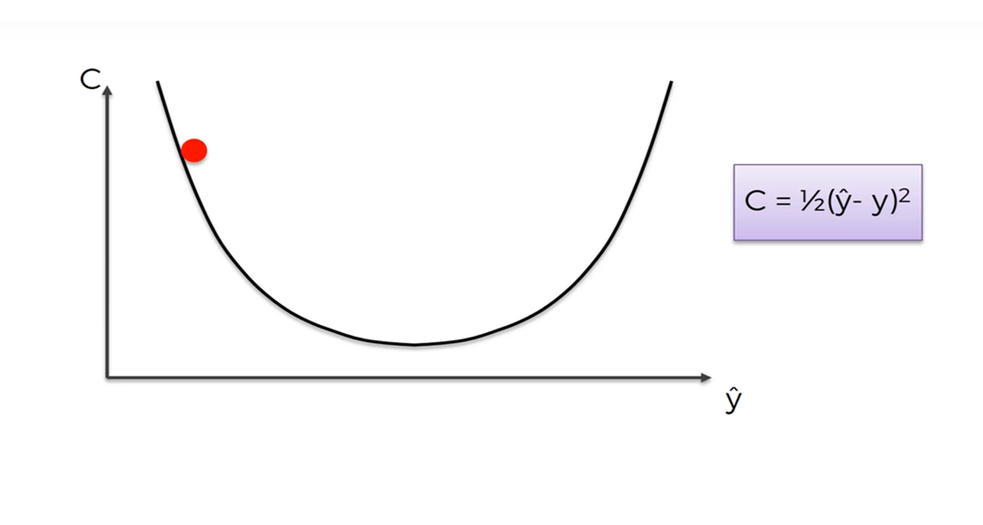 C
C = ½(ŷ- y)²
ŷ